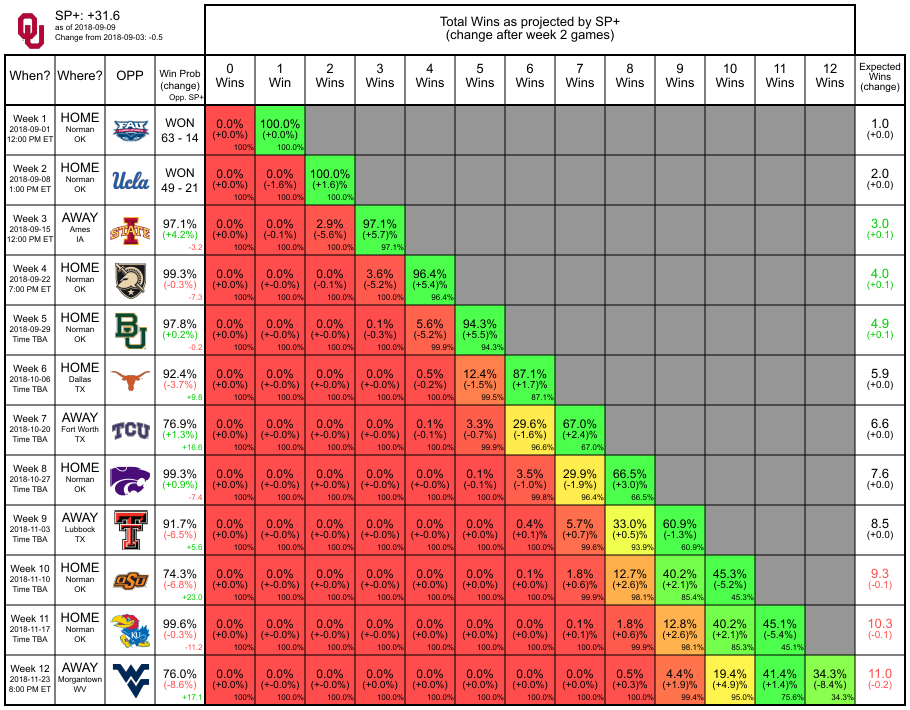 SP+: +31.6
as of 2018-09-09
Change from 2018-09-03: -0.5
Total Wins as projected by SP+
(change after week 2 games)
When? Where? OPP Win Prob (change) Opp. SP+ 0 Wins 1 Win 2 Wins 3 Wins 4 Wins 5 Wins 6 Wins 7 Wins 8 Wins 9 Wins 10 Wins 11 Wins 12 Wins Expected Wins (change)
Week 1 HOME FAU WON 0.0% 100.0% 1.0
2018-09-01 Norman 63 - 14 (+0.0%) (+0.0%) (+0.0)
12:00 PM ET OK 100% 100.0%
Week 2 HOME Ucla WON 0.0% 0.0% 100.0% 2.0
2018-09-08 Norman 49 - 21 (+0.0%) (-1.6%) (+1.6)% (+0.0)
1:00 PM ET OK 100% 100.0% 100.0%
Week 3 AWAY STATE 97.1% 0.0% 0.0% 2.9% 97.1% 3.0
2018-09-15 Ames (+4.2%) (+0.0%) (-0.1%) (-5.6%) (+5.7)% (+0.1)
12:00 PM ET IA -3.2 100% 100.0% 100.0% 97.1%
Week 4 HOME 99.3% 0.0% 0.0% 0.0% 3.6% 96.4% 4.0
2018-09-22 Norman (-0.3%) (+0.0%) (+-0.0%) (-0.1%) (-5.2%) (+5.4)% (+0.1)
7:00 PM ET OK -7.3 100% 100.0% 100.0% 100.0% 96.4%
Week 5 HOME BU 97.8% 0.0% 0.0% 0.0% 0.1% 5.6% 94.3% 4.9
2018-09-29 Norman (+0.2%) (+0.0%) (+-0.0%) (+-0.0%) (-0.3%) (-5.2%) (+5.5)% (+0.1)
Time TBA OK -0.2 100% 100.0% 100.0% 100.0% 99.9% 94.3%
Week 6 HOME 92.4% 0.0% 0.0% 0.0% 0.0% 0.5% 12.4% 87.1% 5.9
2018-10-06 Dallas (-3.7%) (+0.0%) (+-0.0%) (+-0.0%) (+-0.0%) (-0.2%) (-1.5%) (+1.7)% (+0.0)
Time TBA TX +9.8 100% 100.0% 100.0% 100.0% 100.0% 99.5% 87.1%
Week 7 AWAY TCU 76.9% 0.0% 0.0% 0.0% 0.0% 0.1% 3.3% 29.6% 67.0% 6.6
2018-10-20 Fort Worth (+1.3%) (+0.0%) (+-0.0%) (+-0.0%) (+-0.0%) (-0.1%) (-0.7%) (-1.6%) (+2.4)% (+0.0)
Time TBA TX +16.6 100% 100.0% 100.0% 100.0% 100.0% 99.9% 96.6% 67.0%
Week 8 HOME 99.3% 0.0% 0.0% 0.0% 0.0% 0.0% 0.1% 3.5% 29.9% 66.5% 7.6
2018-10-27 Norman (+0.9%) (+0.0%) (+-0.0%) (+-0.0%) (+-0.0%) (+-0.0%) (-0.1%) (-1.0%) (-1.9%) (+3.0)% (+0.0)
Time TBA OK -7.4 100% 100.0% 100.0% 100.0% 100.0% 100.0% 99.8% 96.4% 66.5%
Week 9 AWAY T 91.7% 0.0% 0.0% 0.0% 0.0% 0.0% 0.0% 0.4% 5.7% 33.0% 60.9% 8.5
2018-11-03 Lubbock (-6.5%) (+0.0%) (+-0.0%) (+-0.0%) (+-0.0%) (+-0.0%) (+-0.0%) (+0.1%) (+0.7%) (+0.5)% (-1.3%) (+0.0)
Time TBA TX +5.6 100% 100.0% 100.0% 100.0% 100.0% 100.0% 100.0% 99.6% 93.9% 60.9%
Week 10 HOME OSU 74.3% 0.0% 0.0% 0.0% 0.0% 0.0% 0.0% 0.1% 1.8% 12.7% 40.2% 45.3% 9.3
2018-11-10 Norman (-6.8%) (+0.0%) (+-0.0%) (+-0.0%) (+-0.0%) (+-0.0%) (+-0.0%) (+-0.0%) (+0.6%) (+2.6)% (+2.1%) (-5.2%) (-0.1)
Time TBA OK +23.0 100% 100.0% 100.0% 100.0% 100.0% 100.0% 100.0% 99.9% 98.1% 85.4% 45.3%
Week 11 HOME KU 99.6% 0.0% 0.0% 0.0% 0.0% 0.0% 0.0% 0.0% 0.1% 1.8% 12.8% 40.2% 45.1% 10.3
2018-11-17 Norman (-0.3%) (+0.0%) (+-0.0%) (+-0.0%) (+-0.0%) (+-0.0%) (+-0.0%) (+-0.0%) (+0.1%) (+0.6%) (+2.6%) (+2.1)% (-5.4%) (-0.1)
Time TBA OK -11.2 100% 100.0% 100.0% 100.0% 100.0% 100.0% 100.0% 100.0% 99.9% 98.1% 85.3% 45.1%
Week 12 AWAY WV 76.0% 0.0% 0.0% 0.0% 0.0% 0.0% 0.0% 0.0% 0.0% 0.5% 4.4% 19.4% 41.4% 34.3% 11.0
2018-11-23 Morgantown (-8.6%) (+0.0%) (+-0.0%) (+-0.0%) (+-0.0%) (+-0.0%) (+-0.0%) (+-0.0%) (+-0.0%) (+0.3%) (+1.9)% (+4.9)% (+1.4)% (-8.4%) (-0.2)
8:00 PM ET WV +17.1 100% 100.0% 100.0% 100.0% 100.0% 100.0% 100.0% 100.0% 100.0% 99.4% 95.0% 75.6% 34.3%